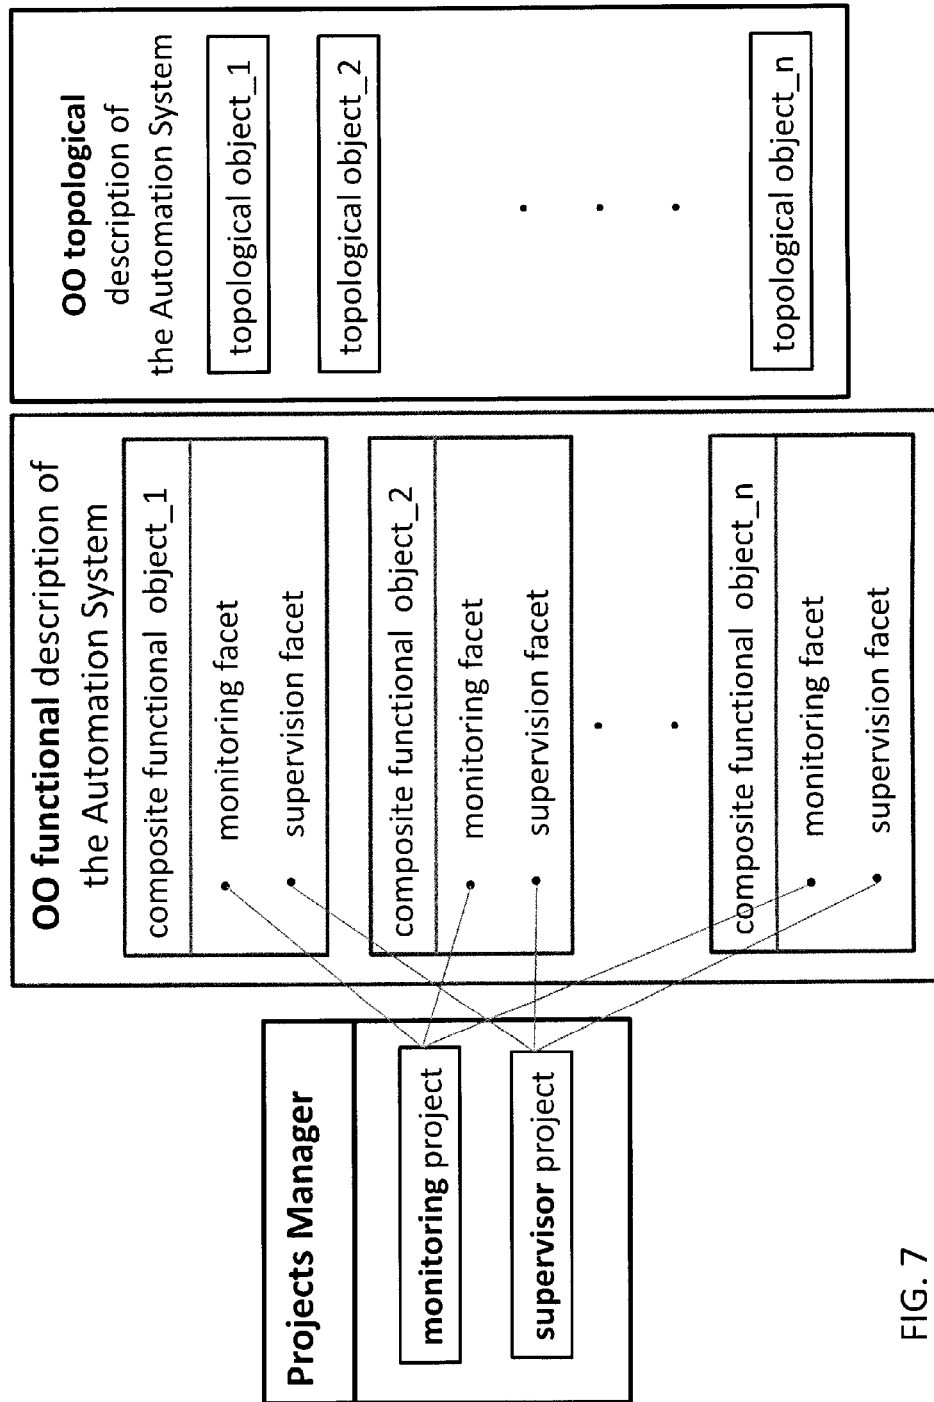 Projects Manager
monitoring project
supervisor project
OO functional description of
the Automation System
composite functional object_1
monitoring facet
supervision facet
composite functional object_2
monitoring facet
supervision facet
composite functional object_n
monitoring facet
supervision facet
OO topological
description of
the Automation System
topological object_1
topological object_2
topological object_n
FIG. 7